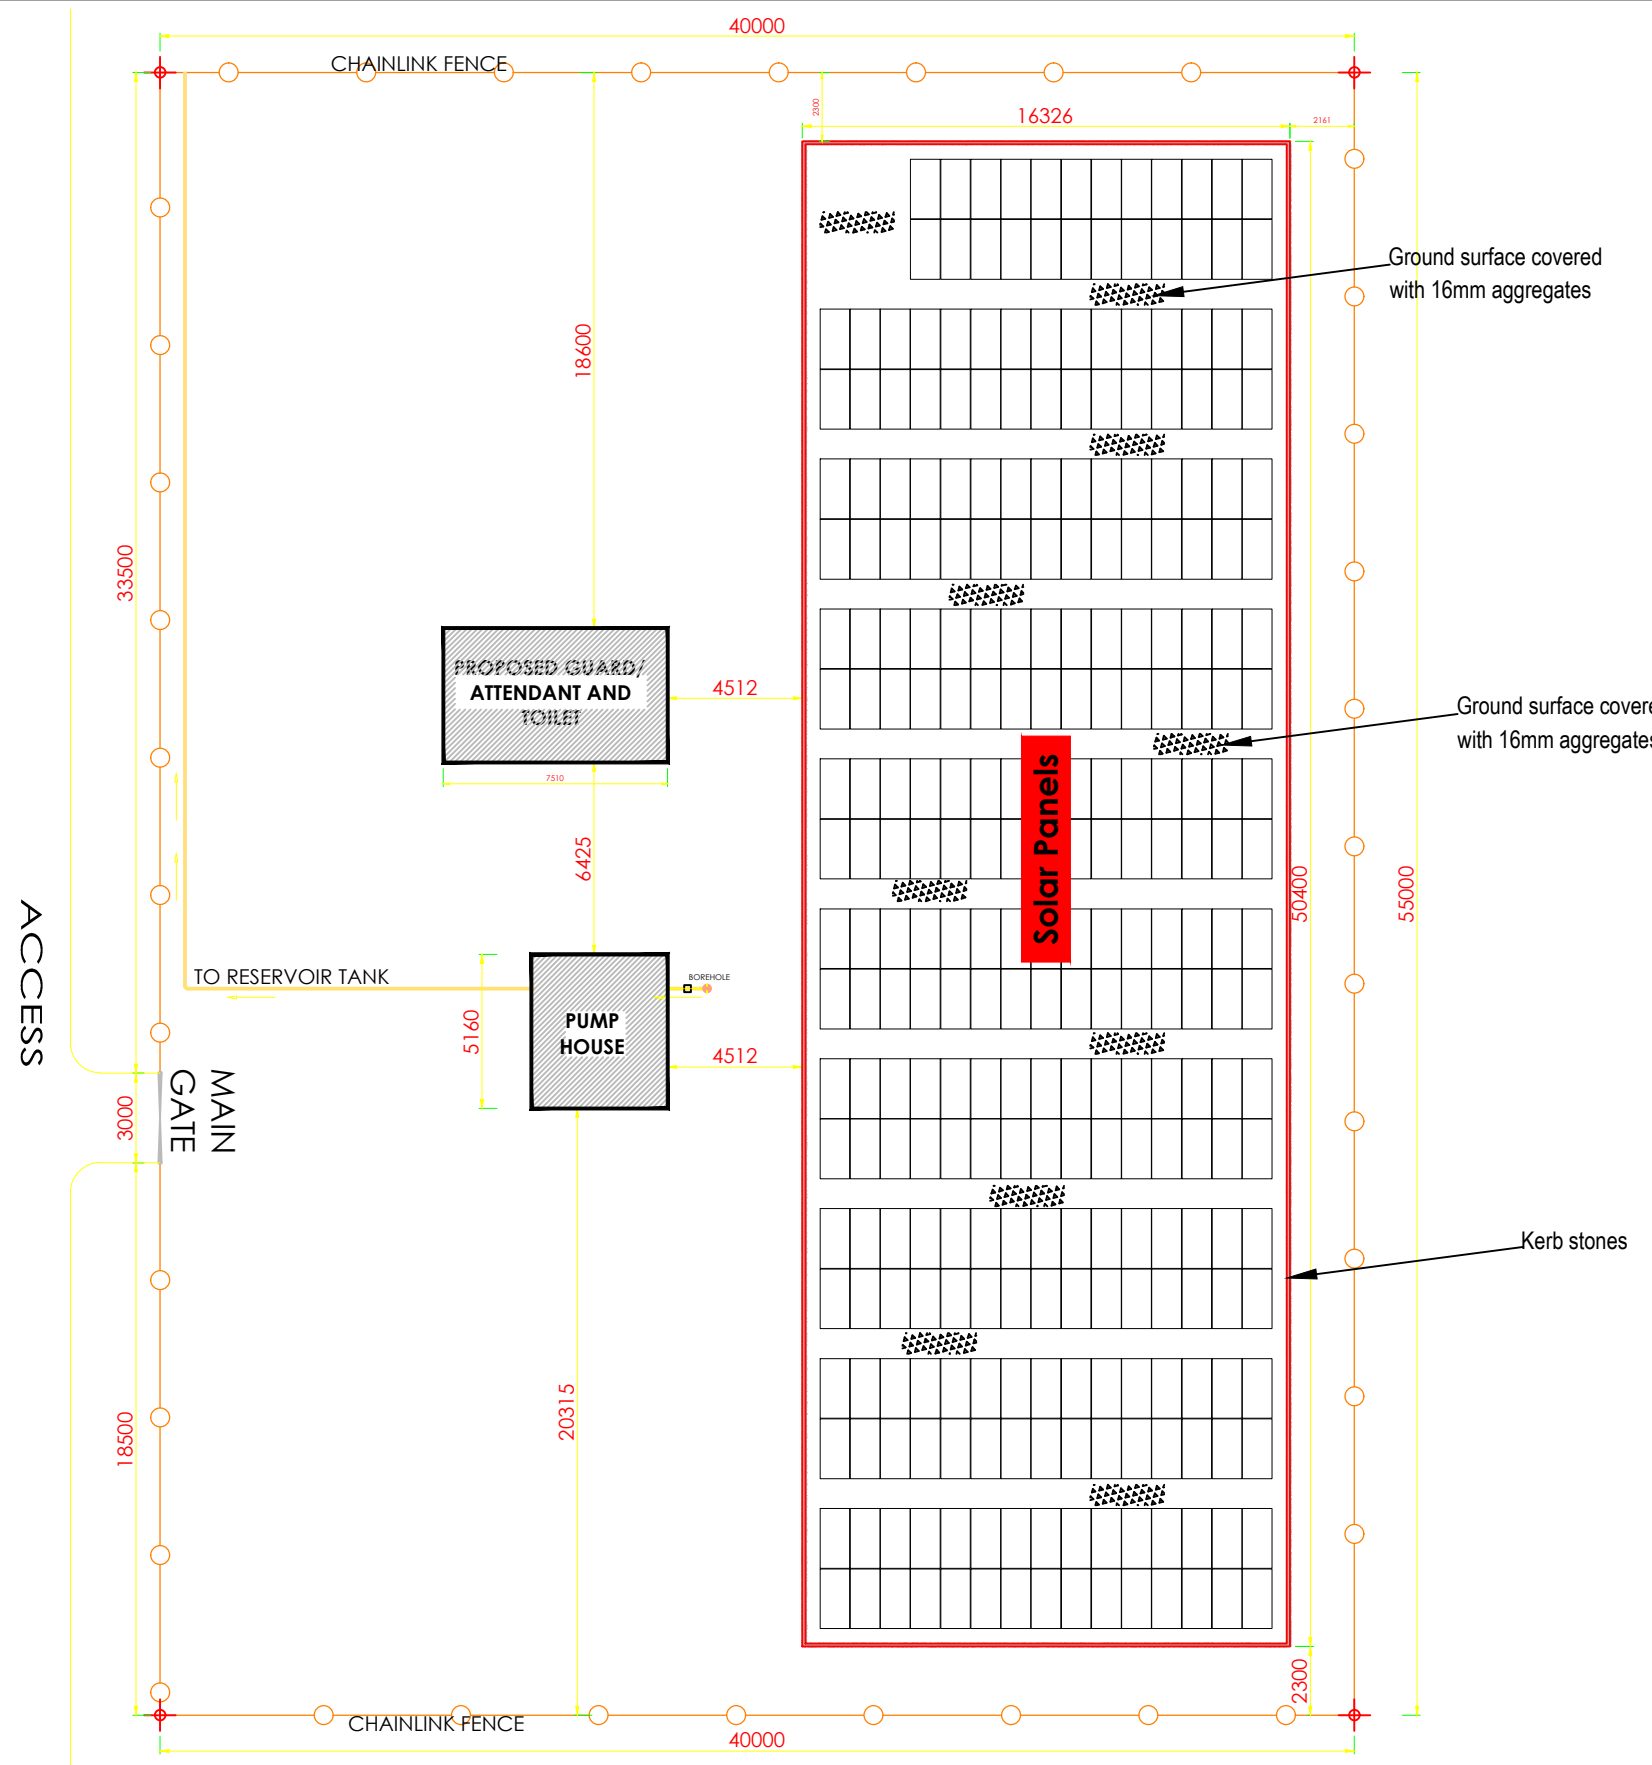 40000
CHAINLINK FENCE
2300
16326
2161
Ground surface covered
with 16mm aggregates
18600
33500
PROPOSED GUARD/
ATTENDANT AND
TOILET
4512
7510
Ground surface covere
with 16mm aggregates
Solar Panels
6425
50400
55000
ACCESS
TO RESERVOIR TANK
BOREHOLE
5160
PUMP
HOUSE
4512
MAIN
GATE
3000
Kerb stones
20315
18500
2300
CHAINLINK FENCE
40000